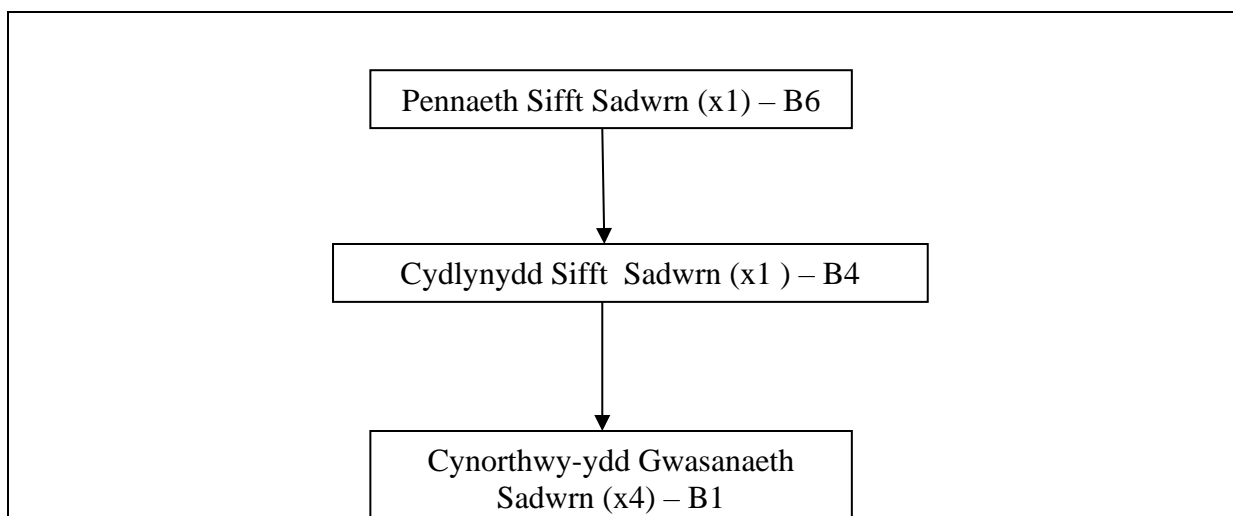 Pennaeth Sifft Sadwrn (x1) – B6
Cydlynydd Sifft  Sadwrn (x1 ) – B4
Cynorthwy-ydd Gwasanaeth
Sadwrn (x4) – B1